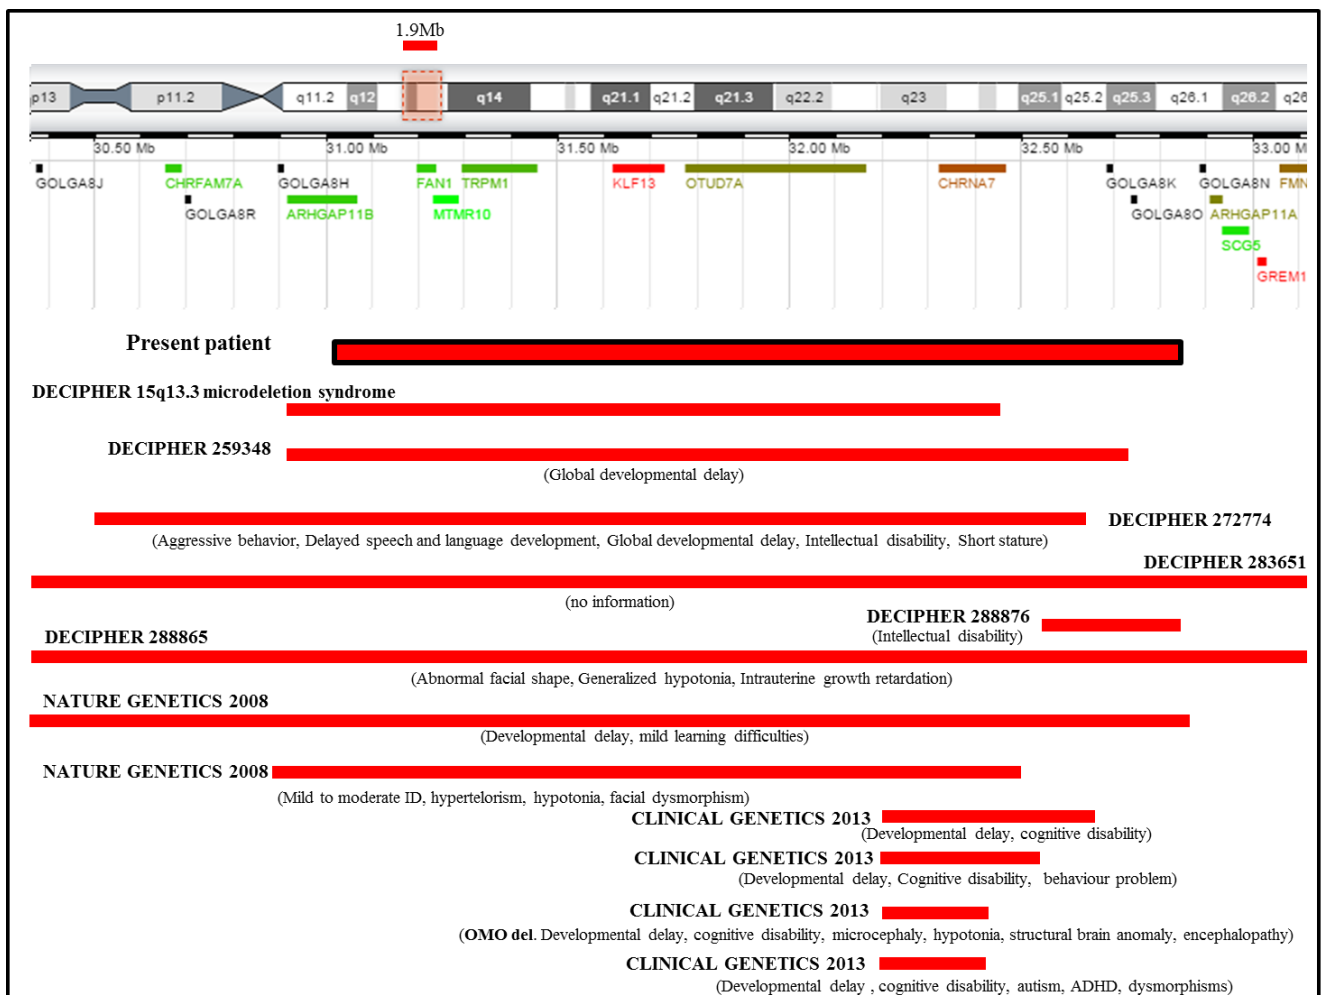 1.9Mb
p13 p11.2 q11.2 q12 q14 q21.1 q21.2 q21.3 q22.2 q23 q25.1 q25.2 q25.3 q26.1 q26.2 q26
30.50 Mb 31.00 Mb 31.50 Mb 32.00 Mb 32.50 Mb 33.00 M
GOLGA8J CHRFAM7A GOLGA8H FAN1 TRPM1 KLF13 OTUD7A CHRNA7 GOLGA8K GOLGA8N FMN
GOLGA8R ARHGAP11B MTMR10 GOLGA8O ARHGAP11A
SCG5
GREM1
Present patient
DECIPHER 15q13.3 microdeletion syndrome
DECIPHER 259348
(Global developmental delay)
DECIPHER 272774
(Aggressive behavior, Delayed speech and language development, Global developmental delay, Intellectual disability, Short stature)
DECIPHER 283651
(no information)
DECIPHER 288876
(Intellectual disability)
DECIPHER 288865
(Abnormal facial shape, Generalized hypotonia, Intrauterine growth retardation)
NATURE GENETICS 2008
(Developmental delay, mild learning difficulties)
NATURE GENETICS 2008
(Mild to moderate ID, hypertelorism, hypotonia, facial dysmorphism)
CLINICAL GENETICS 2013
(Developmental delay, cognitive disability)
CLINICAL GENETICS 2013
(Developmental delay, Cognitive disability, behaviour problem)
CLINICAL GENETICS 2013
(OMO del. Developmental delay, cognitive disability, microcephaly, hypotonia, structural brain anomaly, encephalopathy)
CLINICAL GENETICS 2013
(Developmental delay , cognitive disability, autism, ADHD, dysmorphisms)